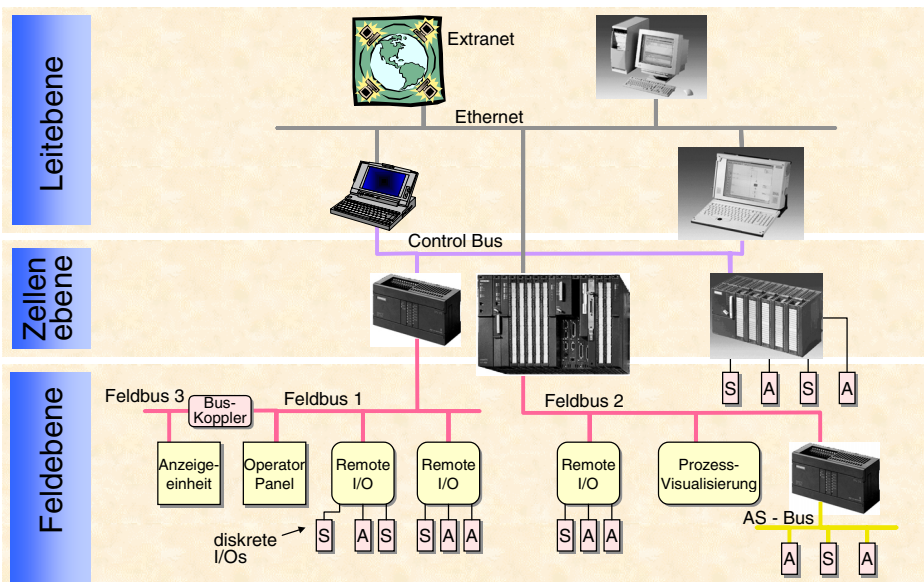 Leitebene
Extranet
Ethernet
Control Bus
Zellen
ebene
S
A
S
A
Feldebene
Feldbus 3
Bus-
Koppler
Feldbus 1
Feldbus 2
Anzeige-
einheit
Operator
Panel
Remote
I/O
Remote
I/O
Remote
I/O
Prozess-
Visualisierung
diskrete
I/Os
S
A
S
S
A
A
S
A
A
AS - Bus
A
S
A